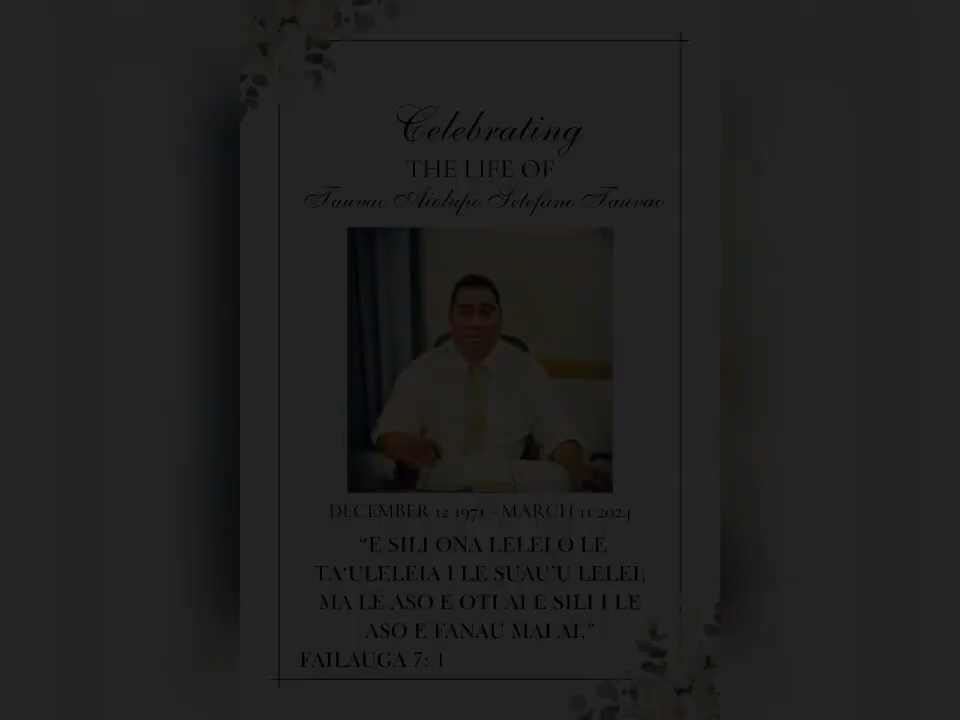 Celebrating
THE LIFE OF
Tauvao Aiolupo Setefano Tauvao
DECEMBER 12 1971 - MARCH 11 2024
“E SILI ONA LELEI O LE
TA‘ULELEIA I LE SUAU‘U LELEI;
MA LE ASO E OTI AI E SILI I LE
ASO E FANAU MAI AI.”
FAILAUGA 7: 1